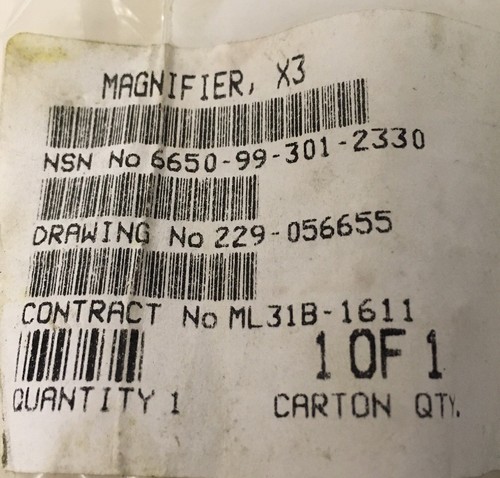 MAGNIFIER, X3
NSN No 6650-99-301-2330
DRAWING No 229-056655
CONTRACT No ML31B-1611
1 OF 1
QUANTITY 1 CARTON QTY.